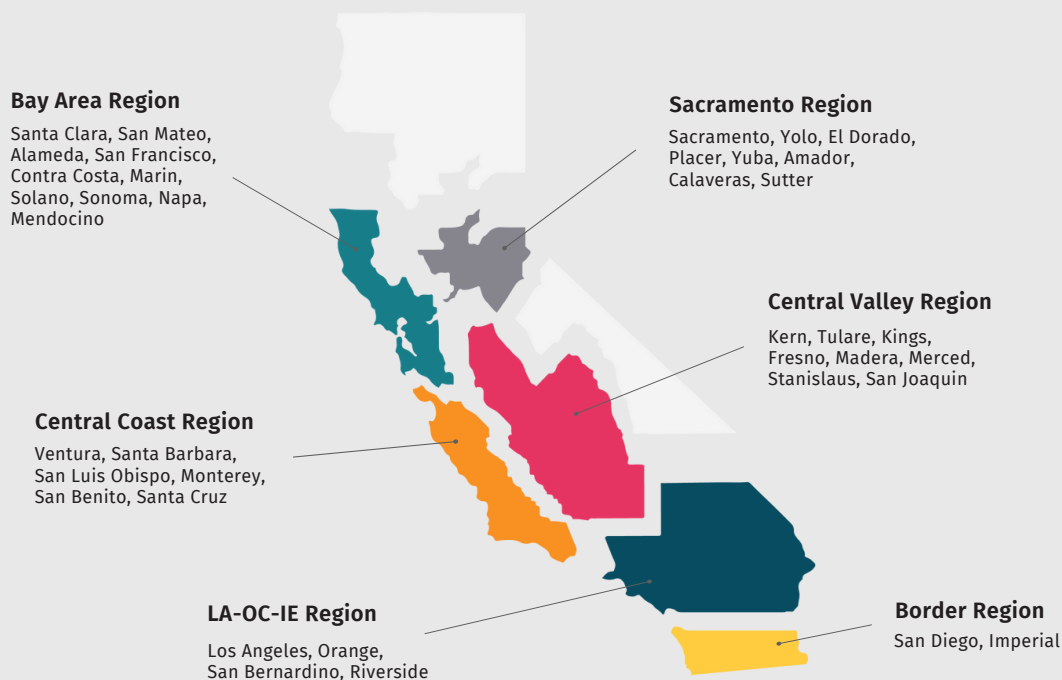 Bay Area Region
Santa Clara, San Mateo,
Alameda, San Francisco,
Contra Costa, Marin,
Solano, Sonoma, Napa,
Mendocino
Sacramento Region
Sacramento, Yolo, El Dorado,
Placer, Yuba, Amador,
Calaveras, Sutter
Central Valley Region
Kern, Tulare, Kings,
Fresno, Madera, Merced,
Stanislaus, San Joaquin
Central Coast Region
Ventura, Santa Barbara,
San Luis Obispo, Monterey,
San Benito, Santa Cruz
LA-OC-IE Region
Los Angeles, Orange,
San Bernardino, Riverside
Border Region
San Diego, Imperial